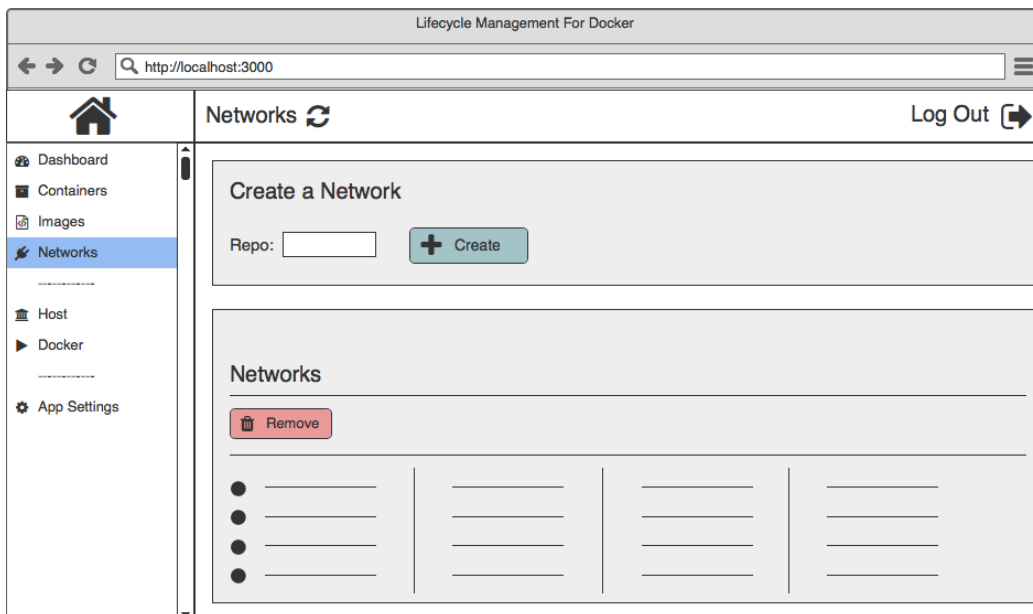 Lifecycle Management For Docker
http://localhost:3000
Networks
Log Out
Dashboard
Containers
Images
Networks
------------
Host
Docker
------------
App Settings
Create a Network
Repo:
Create
Networks
Remove